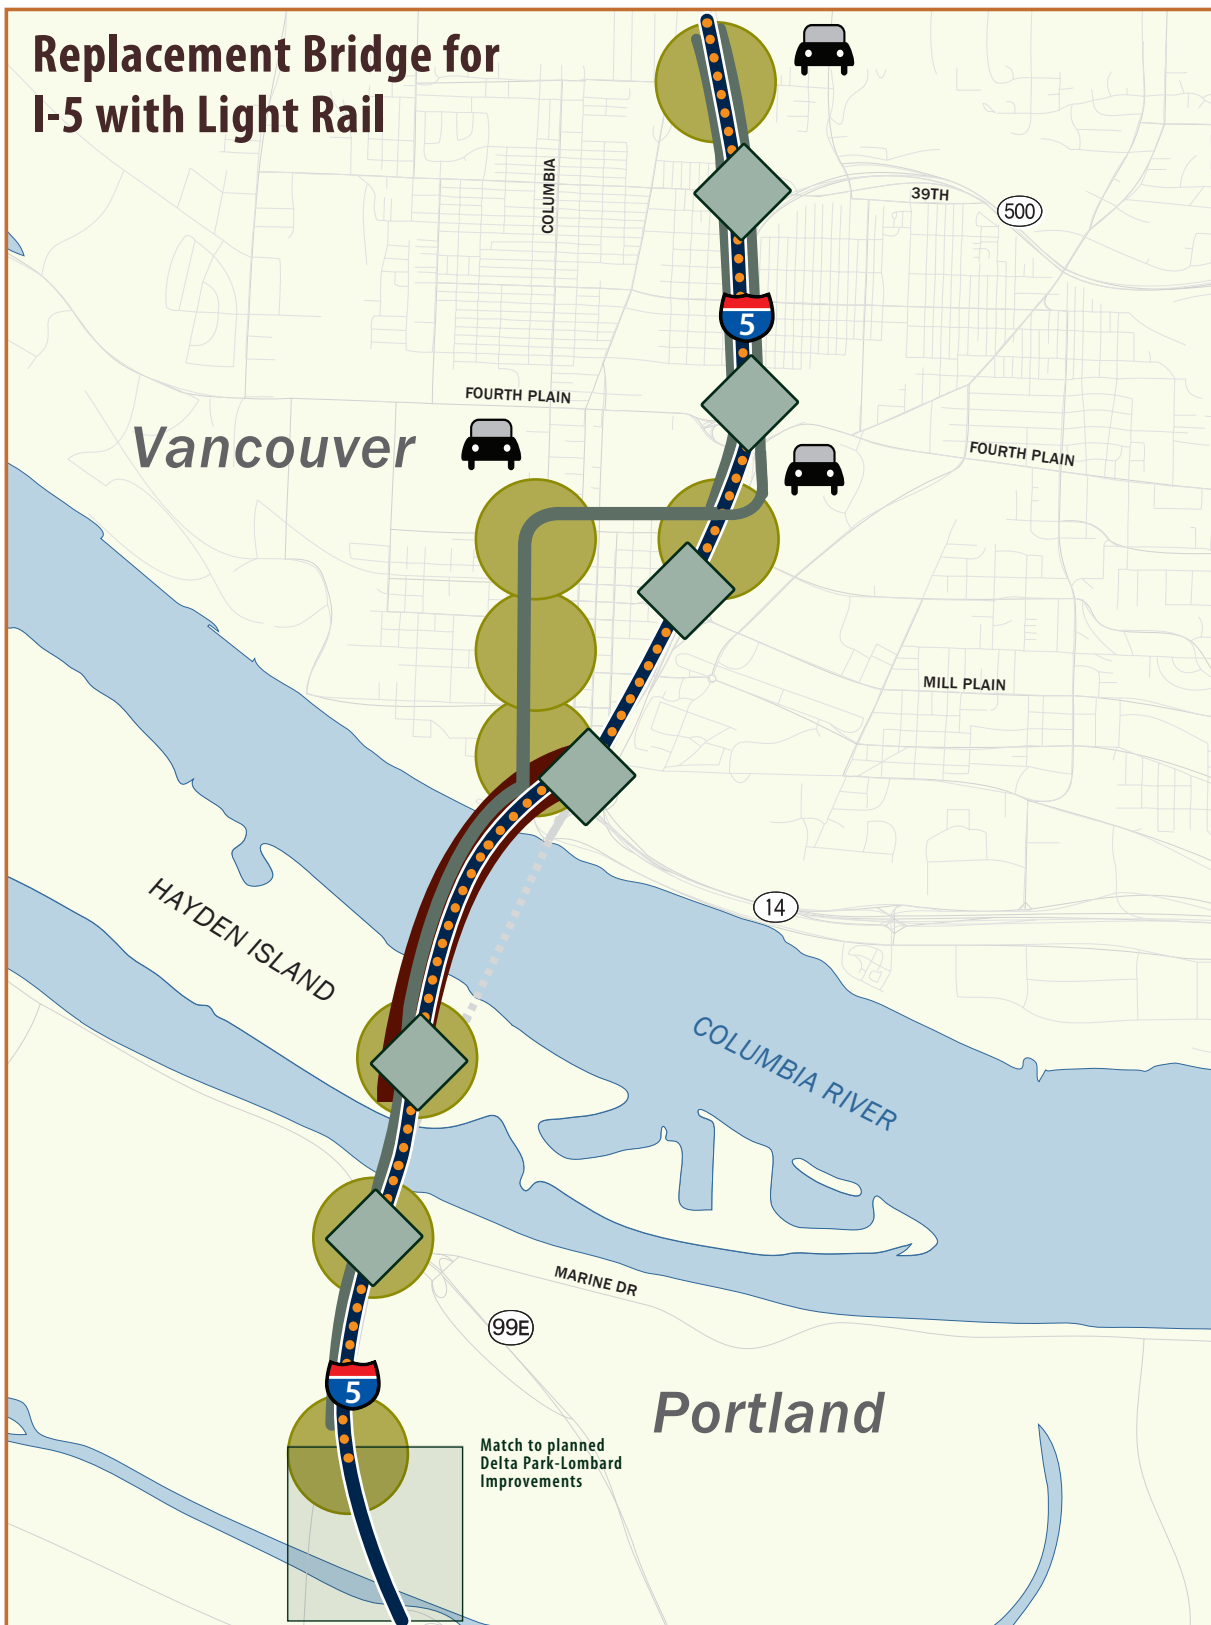 Replacement Bridge for
I-5 with Light Rail
COLUMBIA
39TH
500
5
FOURTH PLAIN
Vancouver
FOURTH PLAIN
MILL PLAIN
HAYDEN ISLAND
14
COLUMBIA RIVER
MARINE DR
99E
5
Portland
Match to planned
Delta Park-Lombard
Improvements